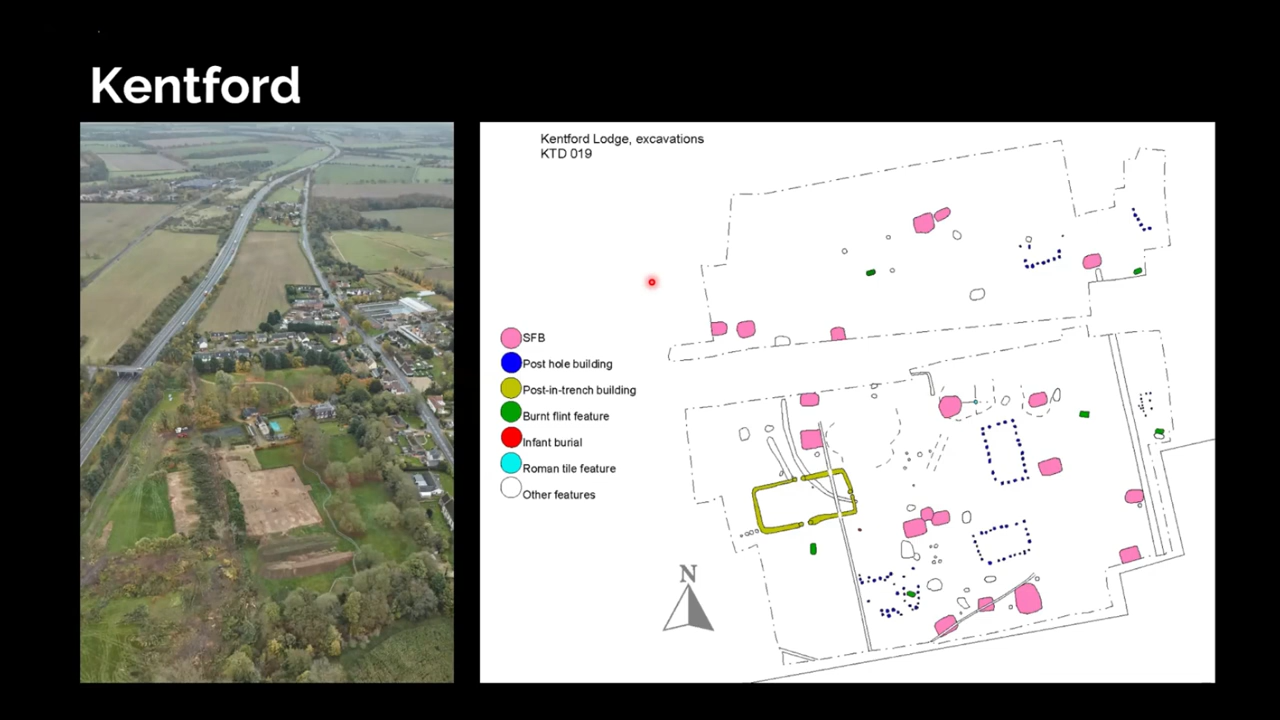 Kentford
Kentford Lodge, excavations
KTD 019
SFB
Post hole building
Post-in-trench building
Burnt flint feature
Infant burial
Roman tile feature
Other features
N